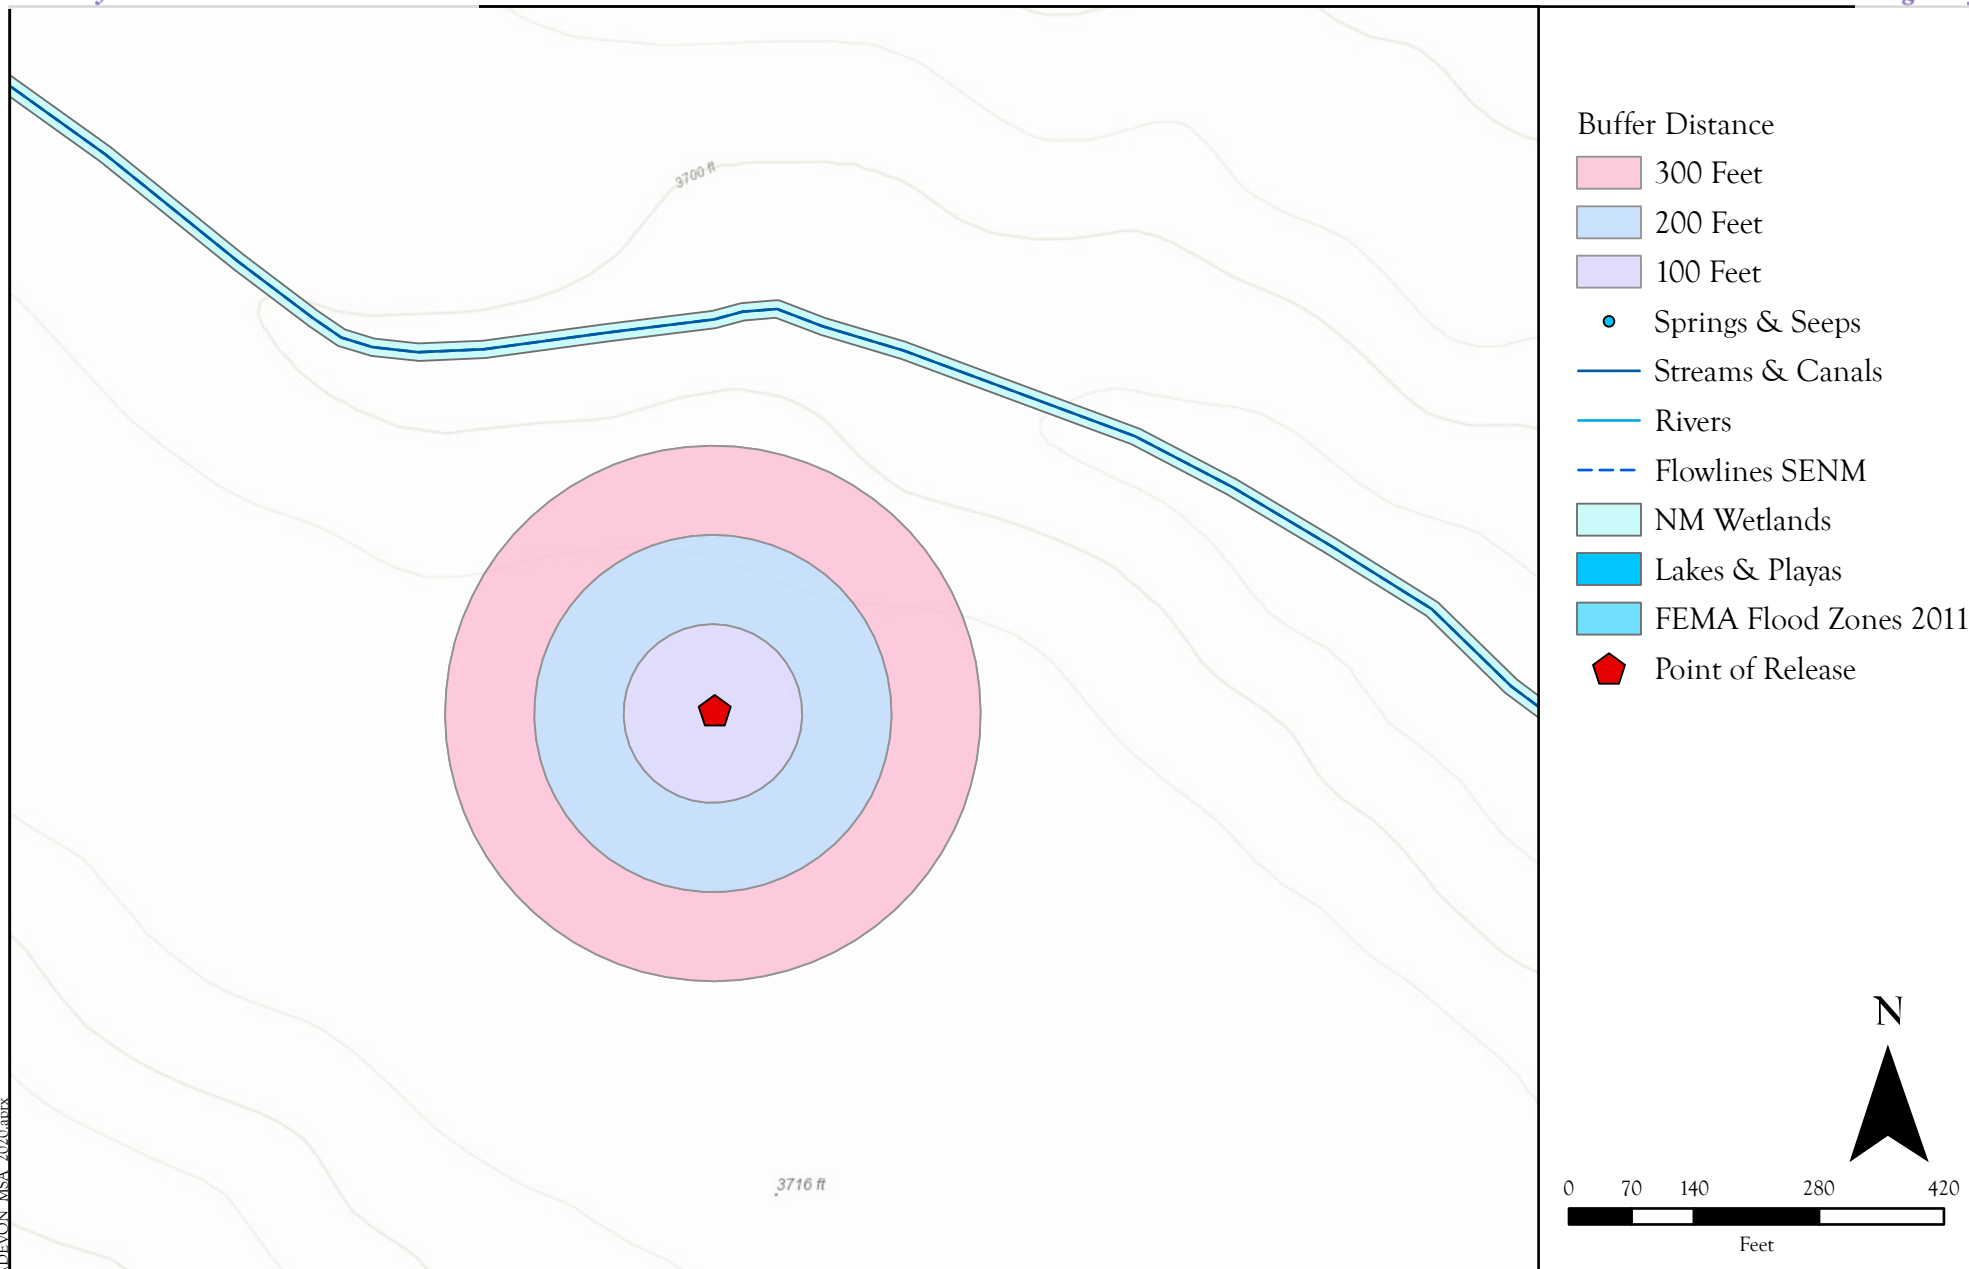 3700 ft
3716 ft
Buffer Distance
300 Feet
200 Feet
100 Feet
Springs & Seeps
Streams & Canals
Rivers
Flowlines SENM
NM Wetlands
Lakes & Playas
FEMA Flood Zones 2011
Point of Release
N
0 70 140 280 420
Feet